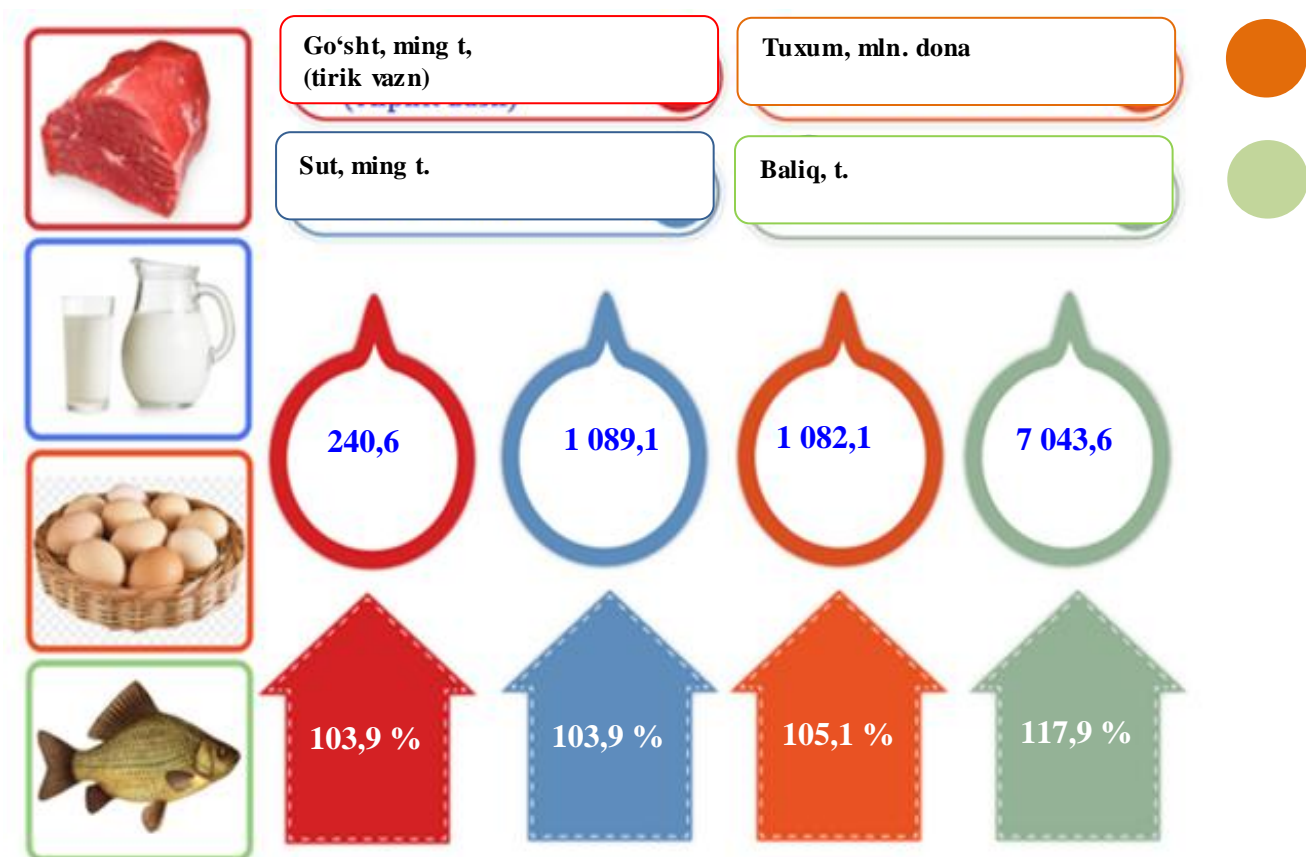 Go‘sht, ming t,
(tirik vazn)
Tuxum, mln. dona
Sut, ming t.
Baliq, t.
240,6
1 089,1
1 082,1
7 043,6
103,9 %
103,9 %
105,1 %
117,9 %